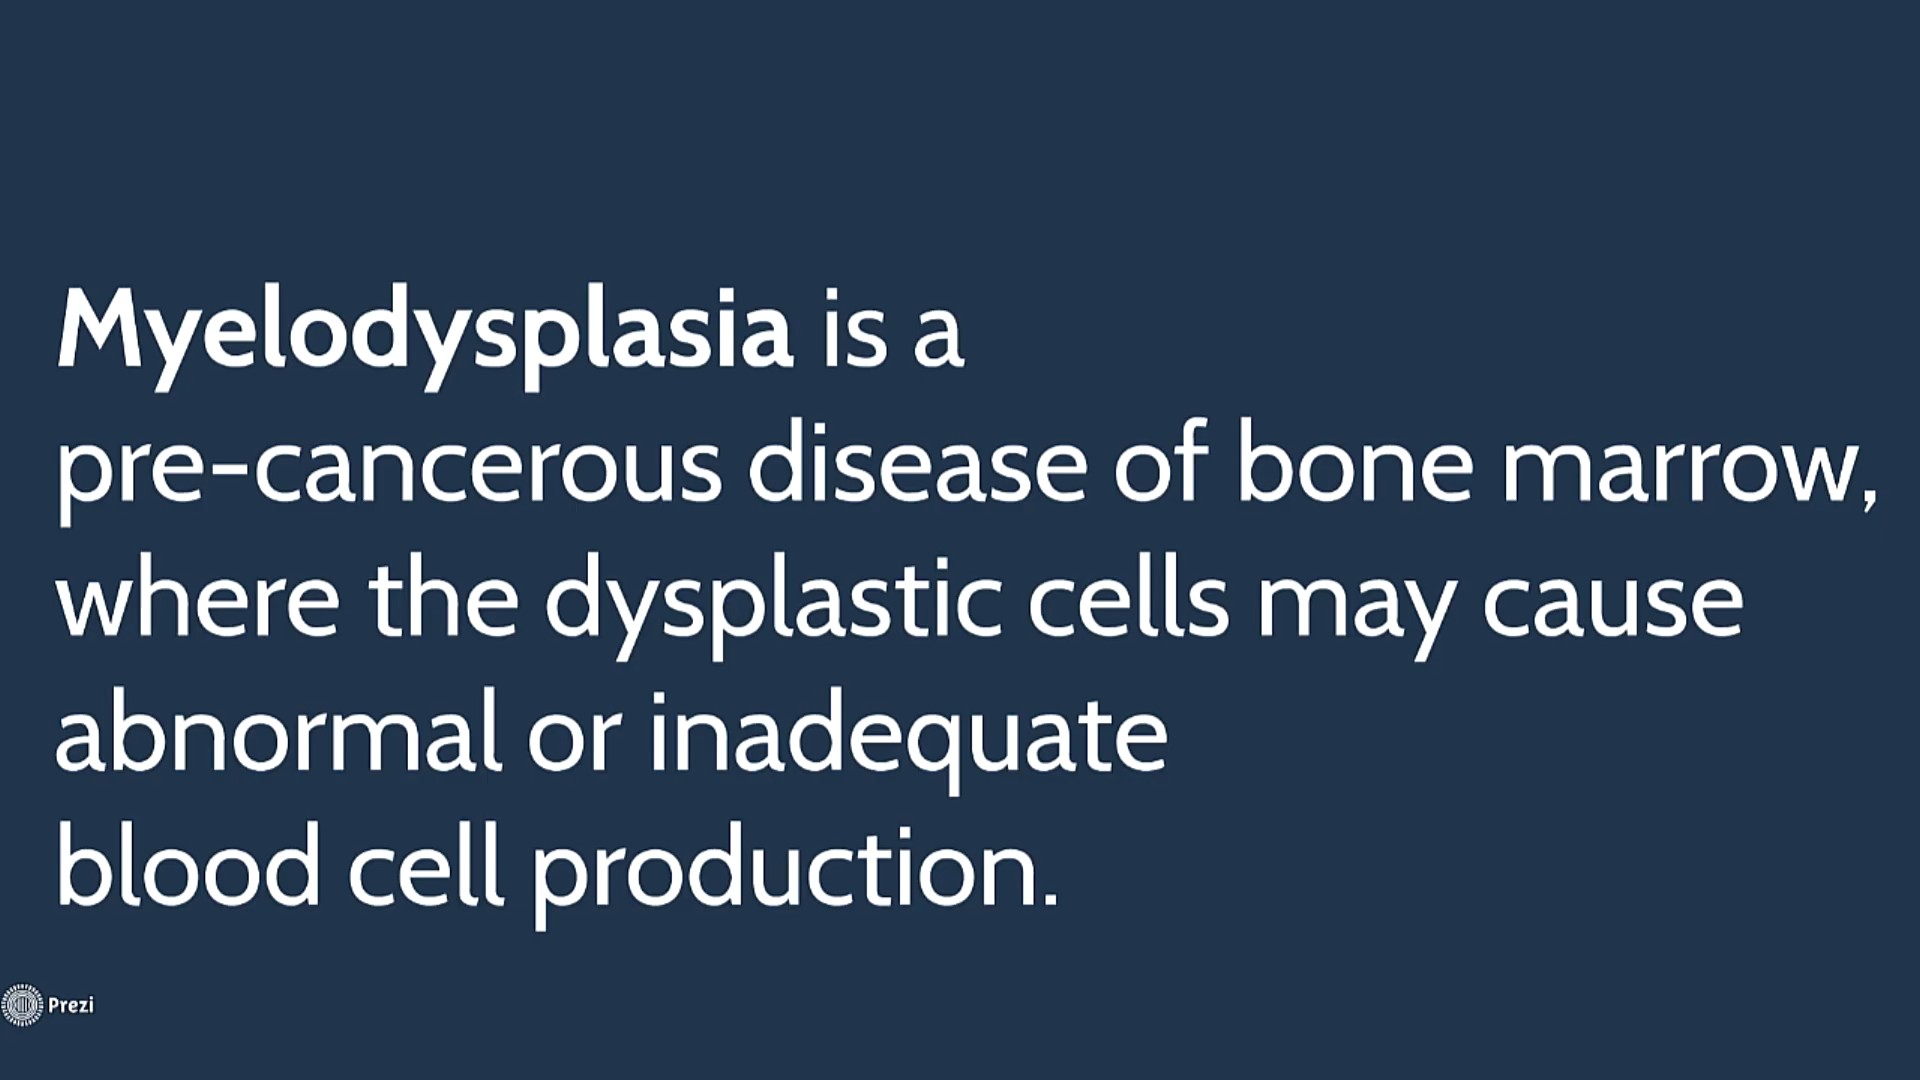 Myelodysplasia is a
pre-cancerous disease of bone marrow,
where the dysplastic cells may cause
abnormal or inadequate
blood cell production.
Prezi